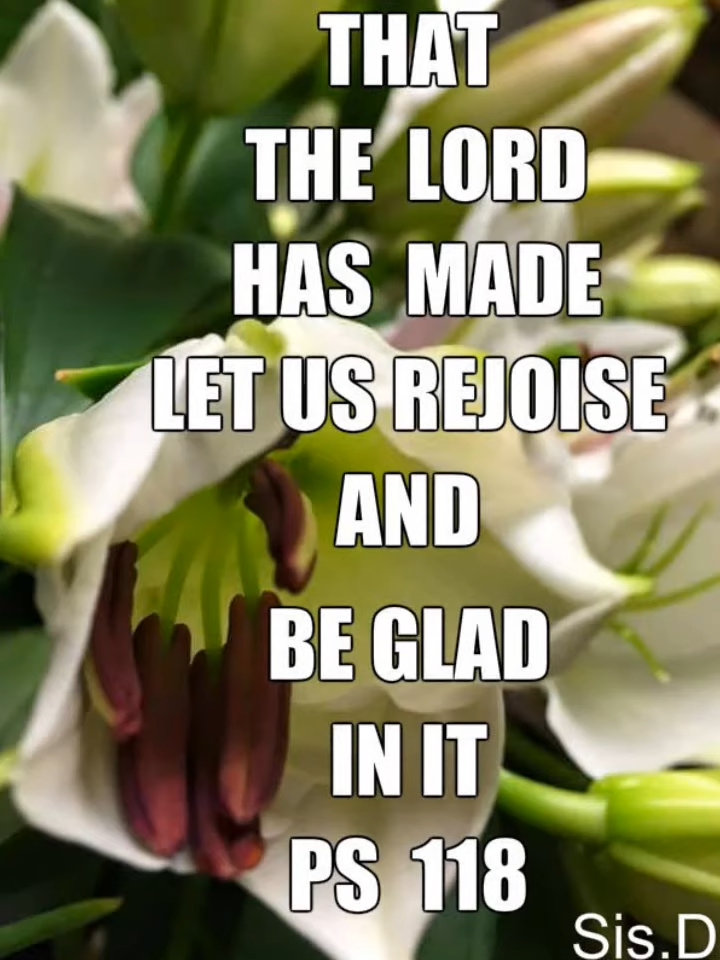 THAT
THE LORD
HAS MADE
LET US REJOISE
AND
BE GLAD
IN IT
PS 118
Sis.D